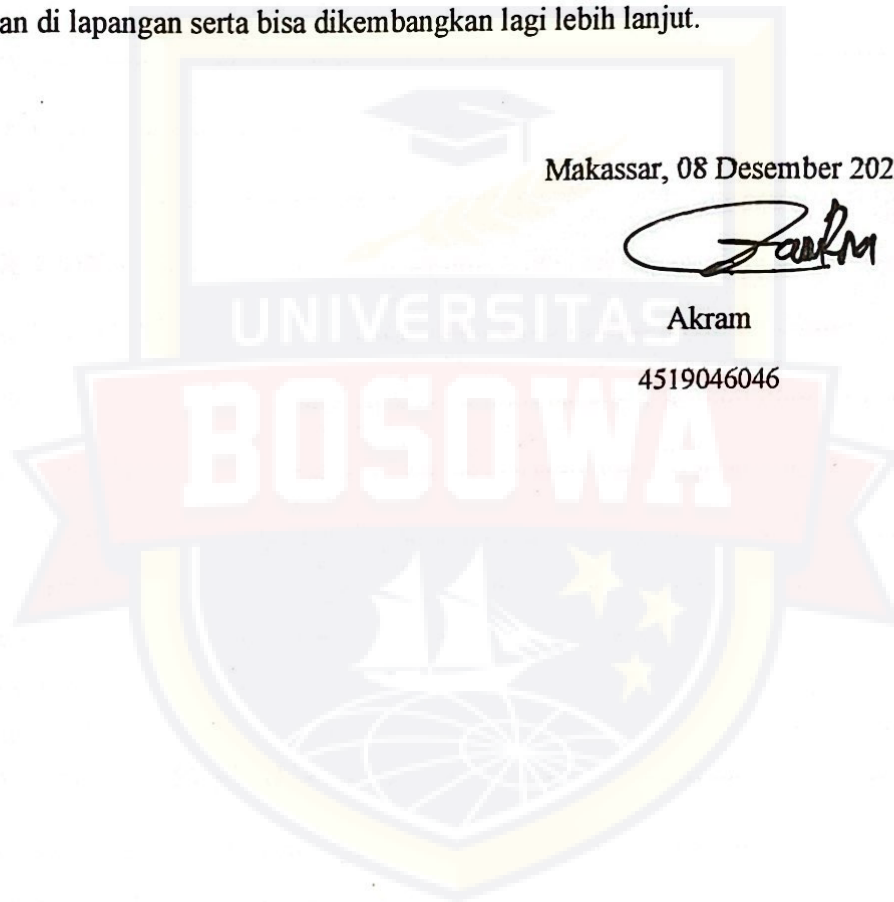 an di lapangan serta bisa dikembangkan lagi lebih lanjut.
Makassar, 08 Desember 202
Akram
4519046046
UNIVERSITAS
BOSOWA